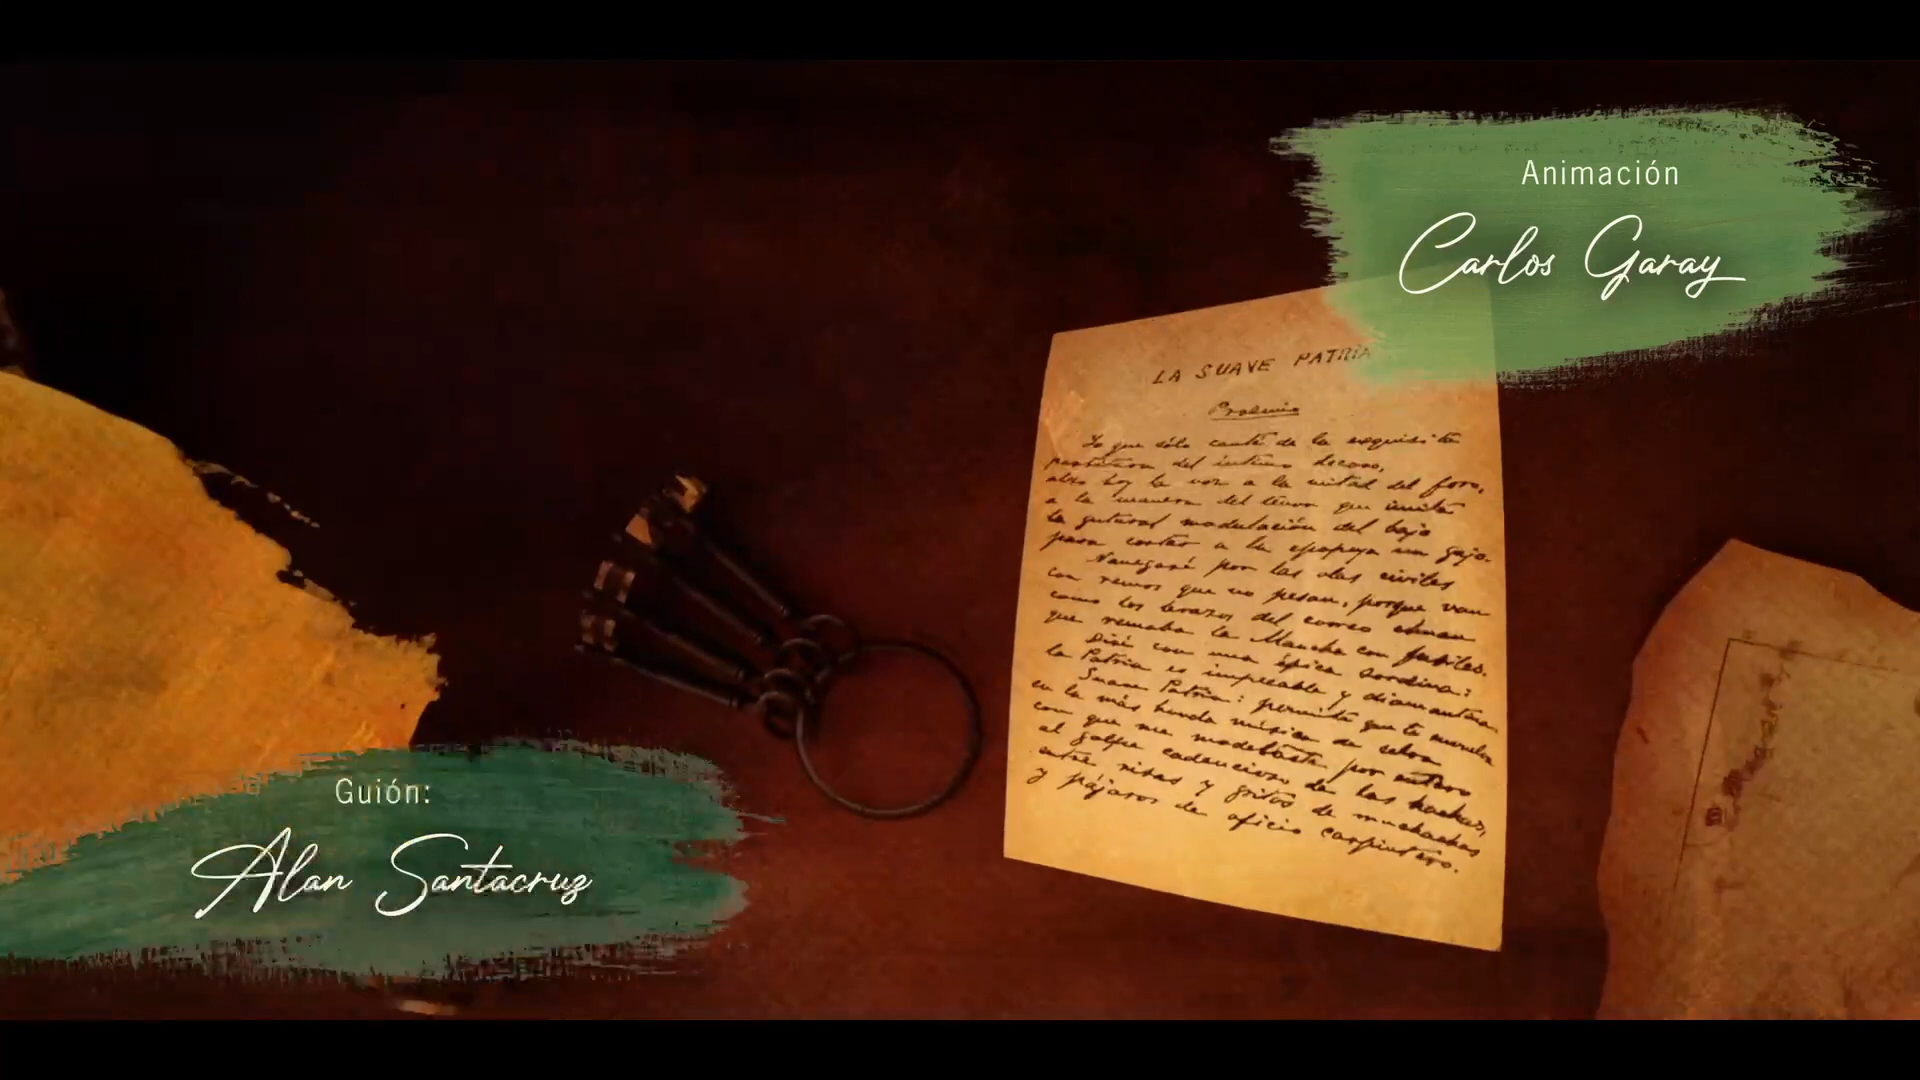 Animación
Carlos Garay
LA SUAVE PATRIA
Proemio
Yo que sólo canté de la exquisita
partitura del íntimo decoro,
alzo hoy la voz a la mitad del foro,
a la manera del tenor que imita
la gutural modulación del bajo
para cortar a la epopeya un gajo.
Navegaré por las olas civiles
con remos que no pesan, porque van
como los brazos del correo chuan
que remaba la Mancha con fusiles.
Diré con una épica sordina:
la Patria es impecable y diamantina.
Suave Patria: permite que te envuelva
en la más honda música de selva
con que me modelaste por entero
al golpe cadencioso de las hachas,
entre risas y gritos de muchachas
y pájaros de oficio carpintero.
Guión:
Alan Santacruz